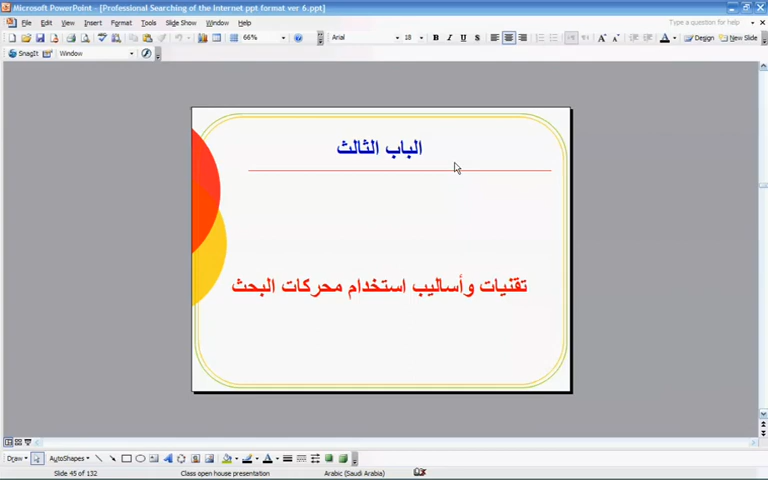 Microsoft PowerPoint - [Professional Searching of the Internet ppt format ver 6.ppt]
File Edit View Insert Format Tools Slide Show Window Help
Type a question for help
66%
Arial
18
B I U S
Design New Slide
SnagIt
Window
الباب الثالث
تقنيات وأساليب استخدام محركات البحث
Draw AutoShapes
Slide 45 of 132 Class open house presentation Arabic (Saudi Arabia)